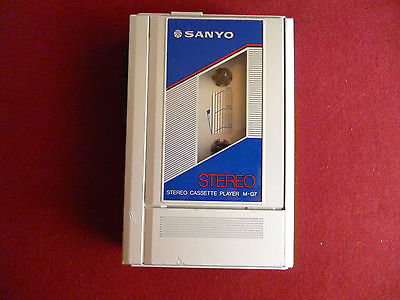 SANYO
STEREO
STEREO CASSETTE PLAYER M-G7